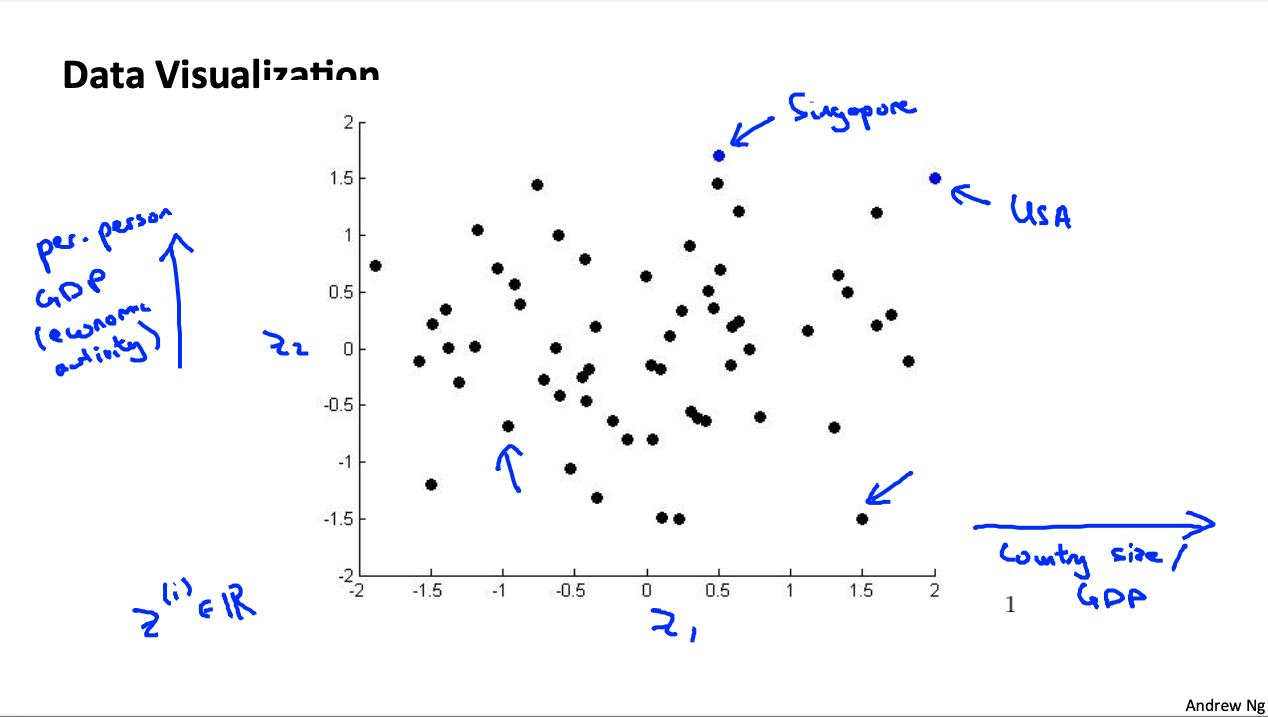 Data Visualization
Singapore
USA
per-person
GDP
(economic
activity)
2
1.5
1
0.5
0
-0.5
-1
-1.5
-2
z2
-2
-1.5
-1
-0.5
0
0.5
1
1.5
2
z1
Country size/
GDP
1
z(i) ∈ ℝ
Andrew Ng